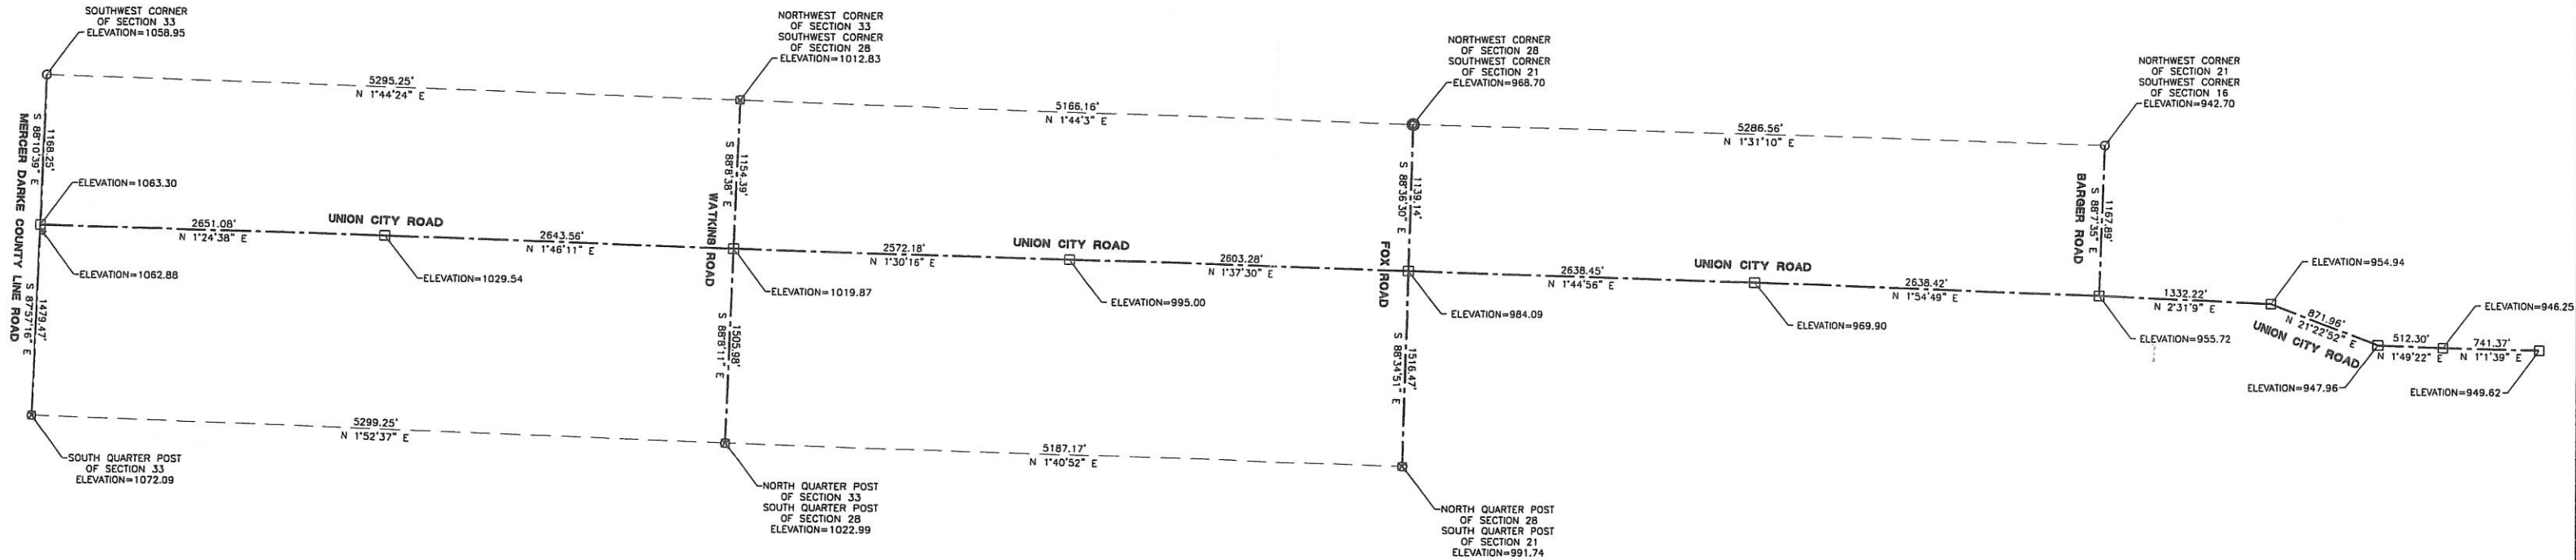 SOUTHWEST CORNER
OF SECTION 33
ELEVATION=1058.95
NORTHWEST CORNER
OF SECTION 33
SOUTHWEST CORNER
OF SECTION 28
ELEVATION=1012.83
NORTHWEST CORNER
OF SECTION 28
SOUTHWEST CORNER
OF SECTION 21
ELEVATION=968.70
NORTHWEST CORNER
OF SECTION 21
SOUTHWEST CORNER
OF SECTION 16
ELEVATION=942.70
5295.25'
N 1°44'24" E
5166.16'
N 1°44'3" E
5286.56'
N 1°31'10" E
1168.25'
S 88°10'39" E
MERCER DARKE COUNTY LINE ROAD
1479.47'
S 87°57'16" E
ELEVATION=1063.30
ELEVATION=1062.88
2651.08'
N 1°24'38" E
UNION CITY ROAD
ELEVATION=1029.54
2643.56'
N 1°46'11" E
1154.39'
S 88°8'38" E
WATKINS ROAD
1505.98'
S 88°8'11" E
ELEVATION=1019.87
2572.18'
N 1°30'16" E
UNION CITY ROAD
ELEVATION=995.00
2603.28'
N 1°37'30" E
1139.14'
S 88°36'30" E
FOX ROAD
1516.47'
S 88°34'51" E
ELEVATION=984.09
2638.45'
N 1°44'56" E
UNION CITY ROAD
ELEVATION=969.90
2638.42'
N 1°54'49" E
1167.89'
S 88°7'35" E
BARGER ROAD
ELEVATION=955.72
1332.22'
N 2°31'9" E
ELEVATION=954.94
871.96'
N 21°22'52" E
UNION CITY ROAD
ELEVATION=947.96
512.30'
N 1°49'22" E
ELEVATION=946.25
741.37'
N 1°1'39" E
ELEVATION=949.62
5299.25'
N 1°52'37" E
5187.17'
N 1°40'52" E
SOUTH QUARTER POST
OF SECTION 33
ELEVATION=1072.09
NORTH QUARTER POST
OF SECTION 33
SOUTH QUARTER POST
OF SECTION 28
ELEVATION=1022.99
NORTH QUARTER POST
OF SECTION 28
SOUTH QUARTER POST
OF SECTION 21
ELEVATION=991.74